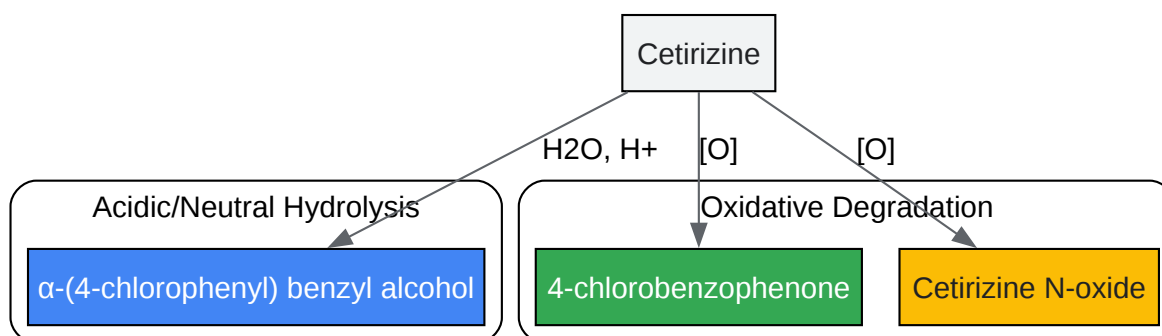 Cetirizine
H2O, H+
[O]
[O]
Acidic/Neutral Hydrolysis
Oxidative Degradation
α-(4-chlorophenyl) benzyl alcohol
4-chlorobenzophenone
Cetirizine N-oxide